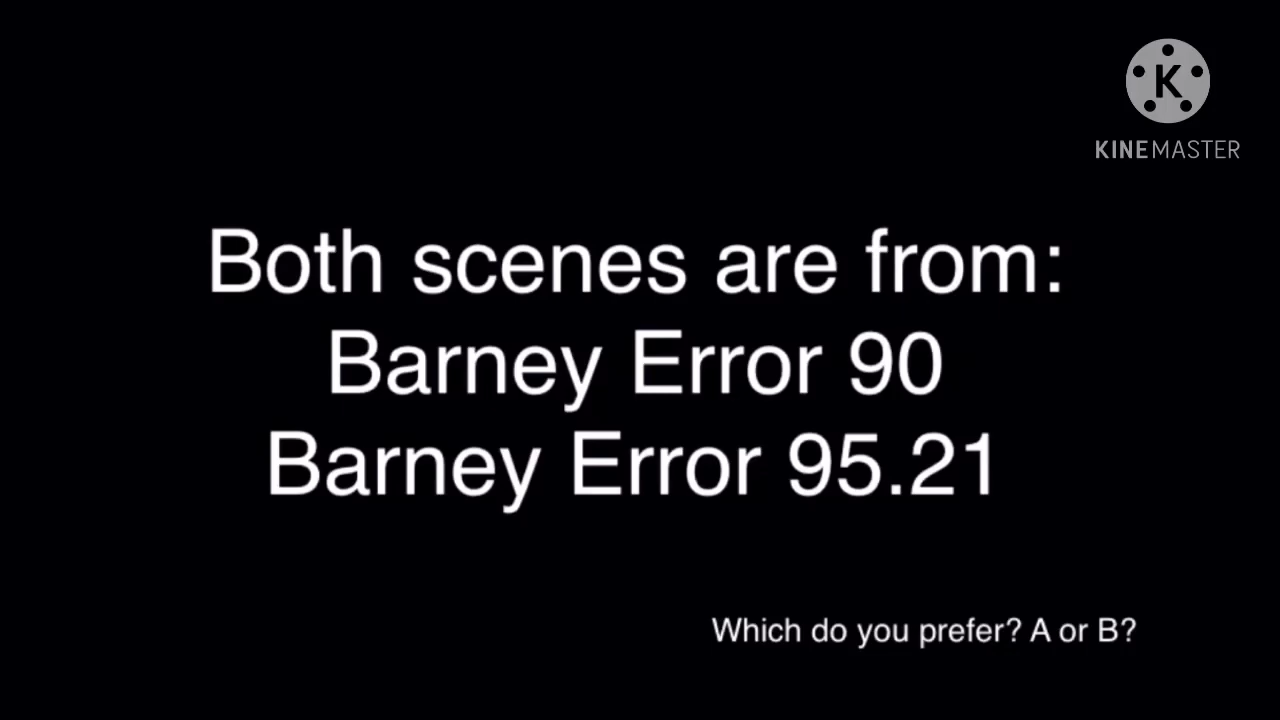 K
KINEMASTER
Both scenes are from:
Barney Error 90
Barney Error 95.21
Which do you prefer? A or B?